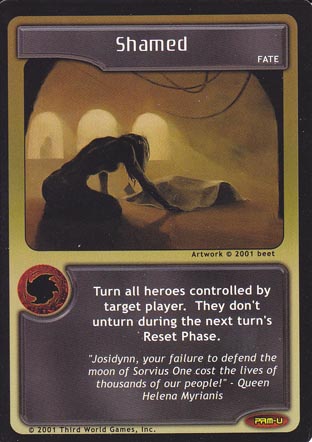 Shamed
FATE
Artwork © 2001 beet
Turn all heroes controlled by
target player. They don't
unturn during the next turn's
Reset Phase.
"Josidynn, your failure to defend the
moon of Sorvius One cost the lives of
thousands of our people!" - Queen
Helena Myrianis
© 2001 Third World Games, Inc.
PRM-U